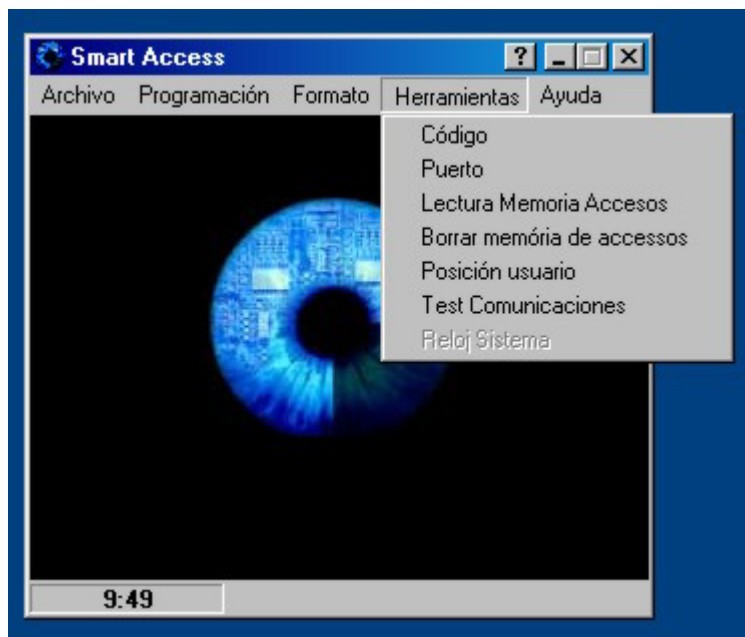 Smart Access
Archivo Programación Formato Herramientas Ayuda
Código
Puerto
Lectura Memoria Accesos
Borrar memória de accessos
Posición usuario
Test Comunicaciones
Reloj Sistema
9:49